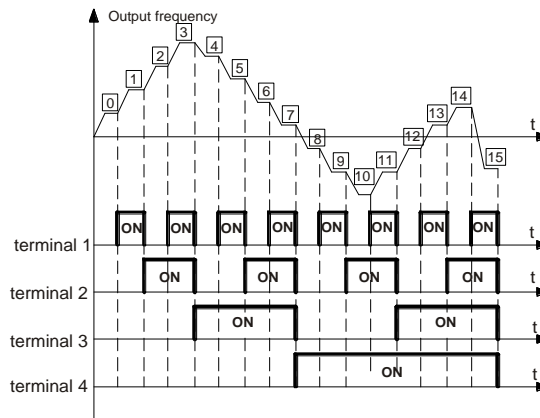 Output frequency
0
1
2
3
4
5
6
7
8
9
10
11
12
13
14
15
t
ON ON ON ON ON ON ON ON
terminal 1
t
ON ON ON ON
terminal 2
t
ON ON
terminal 3
t
ON
terminal 4
t